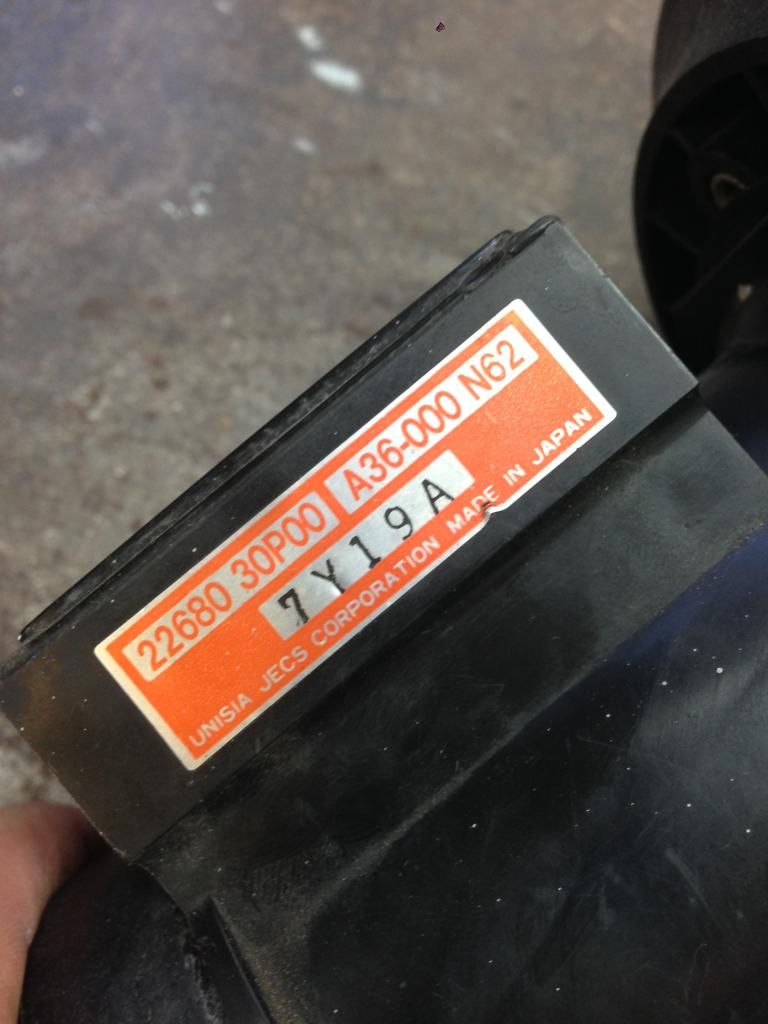 22680 30P00 A36-000 N62
7Y19A
UNISIA JECS CORPORATION MADE IN JAPAN